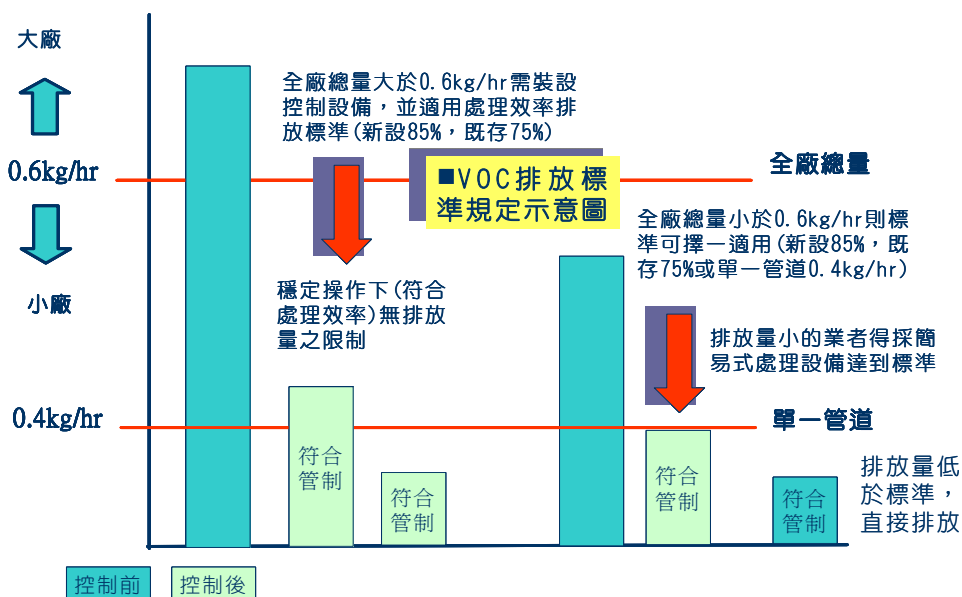 大廠
0.6kg/hr
小廠
0.4kg/hr
全廠總量大於0.6kg/hr需裝設
控制設備，並適用處理效率排
放標準(新設85%，既存75%)
■VOC排放標
準規定示意圖
全廠總量
全廠總量小於0.6kg/hr則標
準可擇一適用(新設85%，既
存75%或單一管道0.4kg/hr)
穩定操作下(符合
處理效率)無排放
量之限制
排放量小的業者得採簡
易式處理設備達到標準
單一管道
符合
管制
符合
管制
符合
管制
符合
管制
排放量低
於標準，
直接排放
控制前
控制後